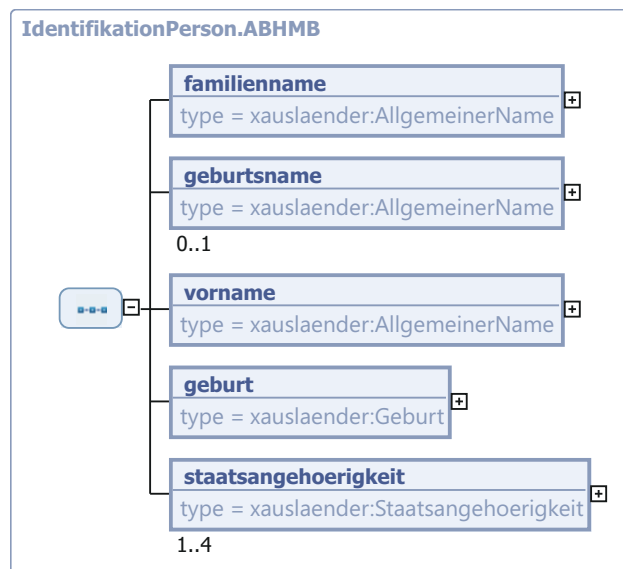 IdentifikationPerson.ABHMB
familienname
type = xauslaender:AllgemeinerName
geburtsname
type = xauslaender:AllgemeinerName
0..1
vorname
type = xauslaender:AllgemeinerName
geburt
type = xauslaender:Geburt
staatsangehoerigkeit
type = xauslaender:Staatsangehoerigkeit
1..4